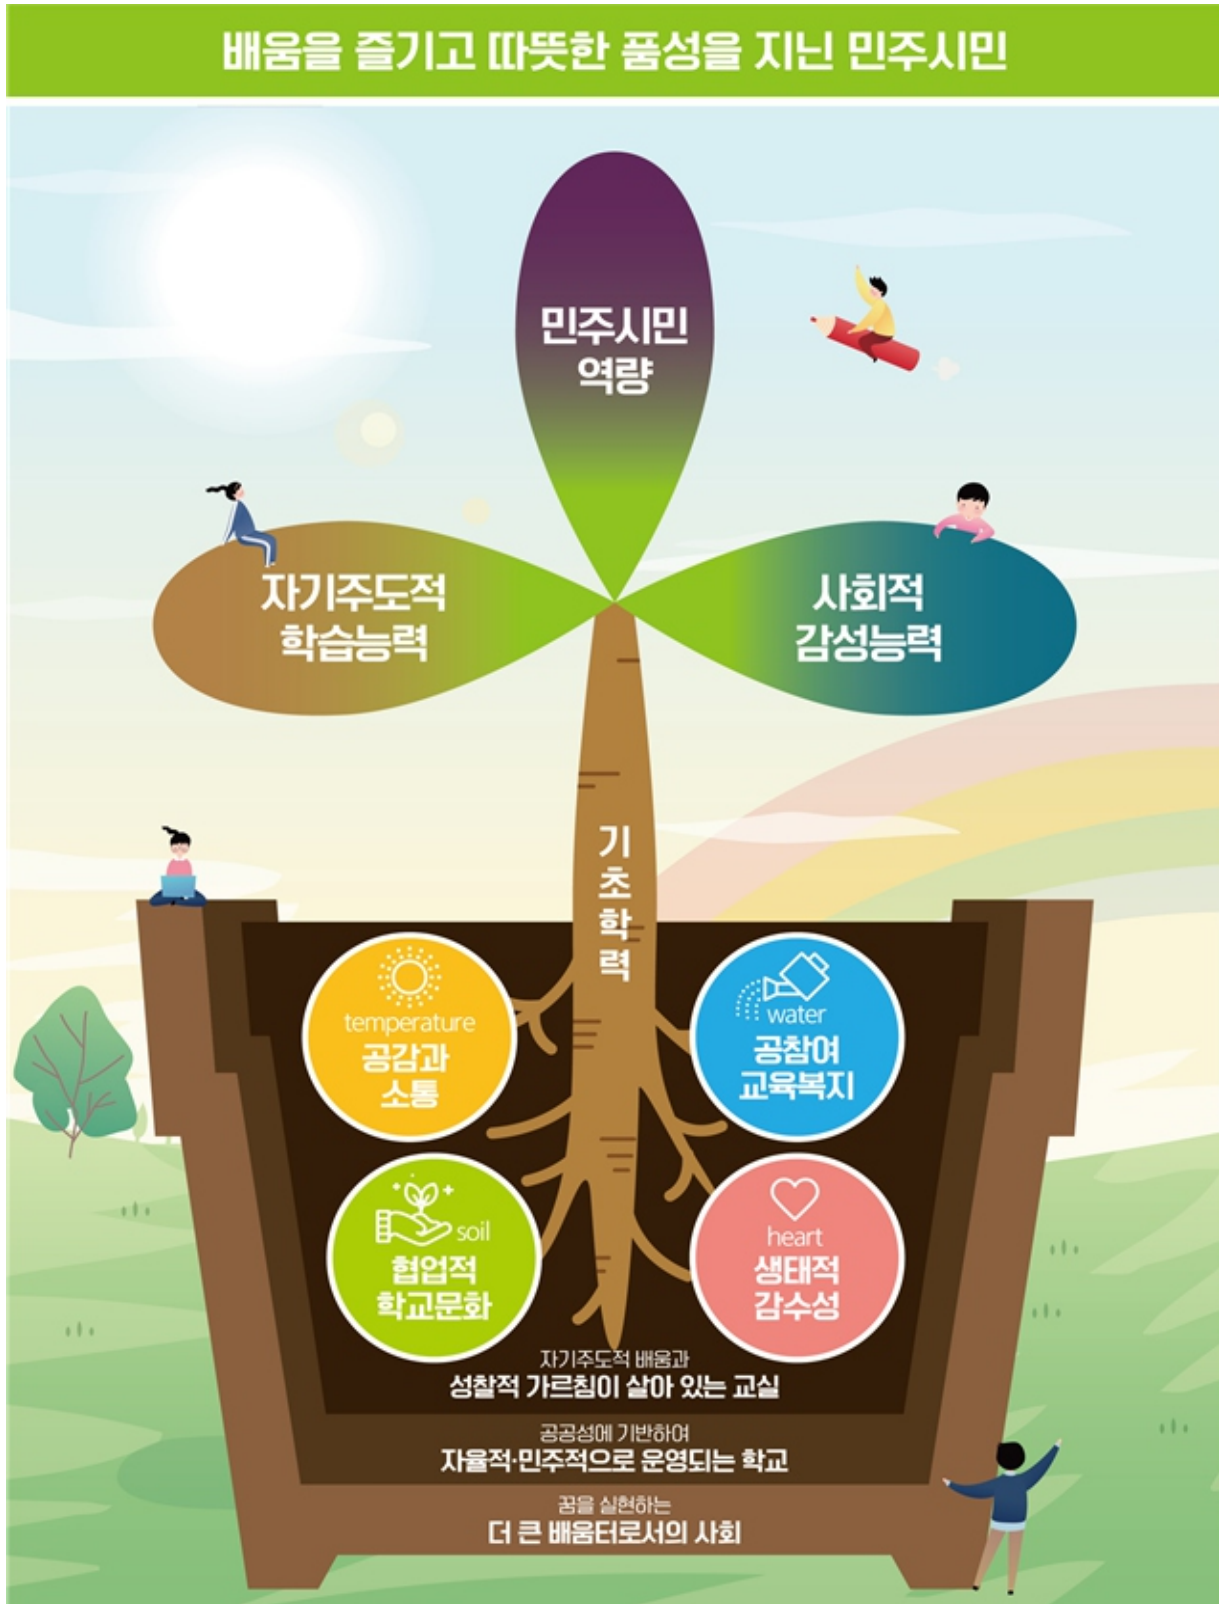 배움을 즐기고 따뜻한 품성을 지닌 민주시민
민주시민
역량
자기주도적
학습능력
사회적
감성능력
기
초
학
력
temperature
공감과
소통
water
공참여
교육복지
soil
협업적
학교문화
heart
생태적
감수성
자기주도적 배움과
성찰적 가르침이 살아 있는 교실
공공성에 기반하여
자율적·민주적으로 운영되는 학교
꿈을 실현하는
더 큰 배움터로서의 사회